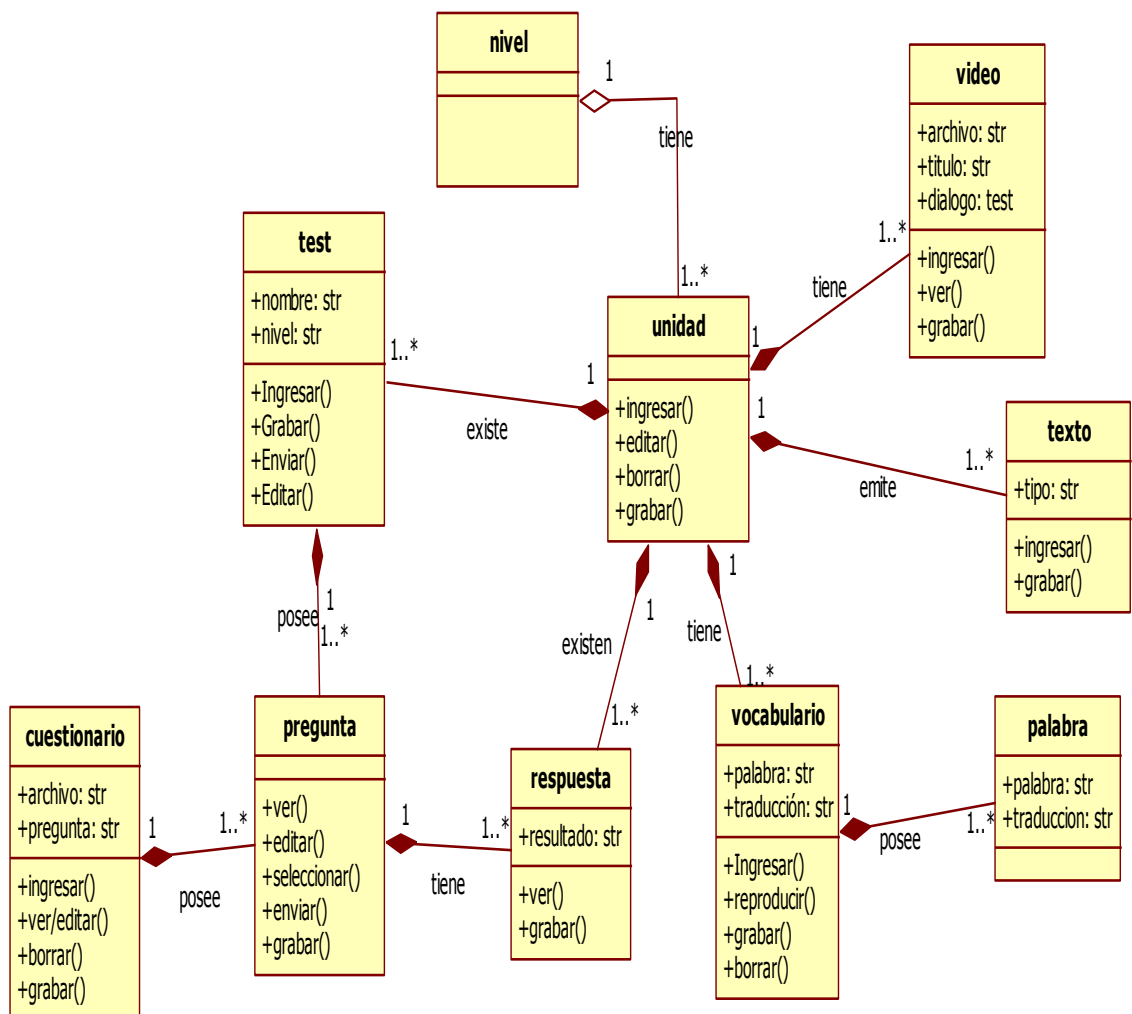 nivel
1
tiene
1..*
video
+archivo: str
+titulo: str
+dialogo: test
+ingresar()
+ver()
+grabar()
1..*
tiene
1
test
+nombre: str
+nivel: str
+Ingresar()
+Grabar()
+Enviar()
+Editar()
1..*
existe
1
unidad
+ingresar()
+editar()
+borrar()
+grabar()
1
emite
1..*
texto
+tipo: str
+ingresar()
+grabar()
1
posee
1..*
existen
1
1..*
tiene
1
1..*
cuestionario
+archivo: str
+pregunta: str
+ingresar()
+ver/editar()
+borrar()
+grabar()
1
posee
1..*
pregunta
+ver()
+editar()
+seleccionar()
+enviar()
+grabar()
1
tiene
1..*
respuesta
+resultado: str
+ver()
+grabar()
vocabulario
+palabra: str
+traducción: str
+Ingresar()
+reproducir()
+grabar()
+borrar()
1
posee
1..*
palabra
+palabra: str
+traduccion: str